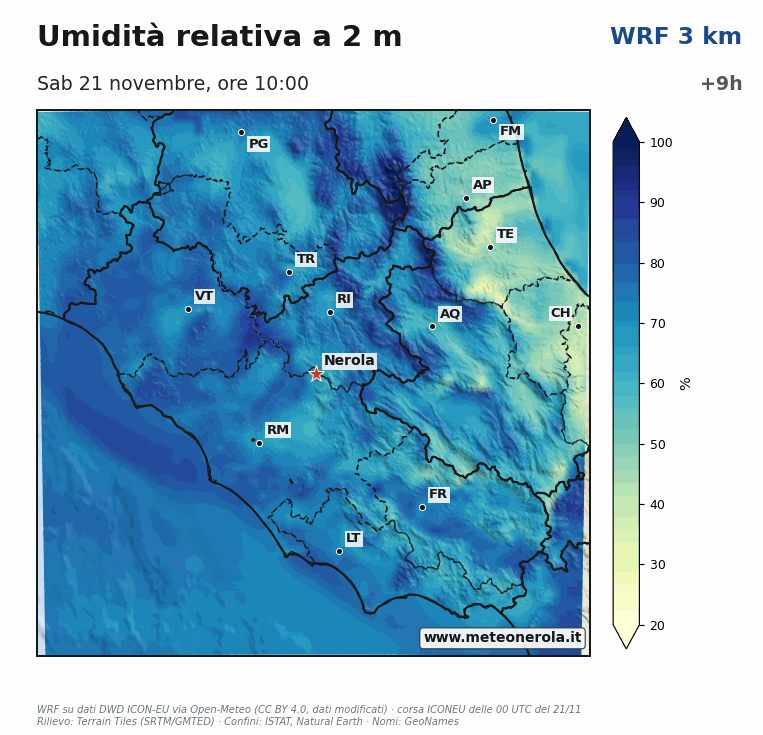 Umidità relativa a 2 m
WRF 3 km
Sab 21 novembre, ore 10:00
+9h
FM
PG
AP
TE
TR
VT
RI
AQ
CH
Nerola
RM
FR
LT
www.meteonerola.it
100
90
80
70
60
50
40
30
20
%
WRF su dati DWD ICON-EU via Open-Meteo (CC BY 4.0, dati modificati) · corsa ICONEU delle 00 UTC del 21/11
Rilievo: Terrain Tiles (SRTM/GMTED) · Confini: ISTAT, Natural Earth · Nomi: GeoNames